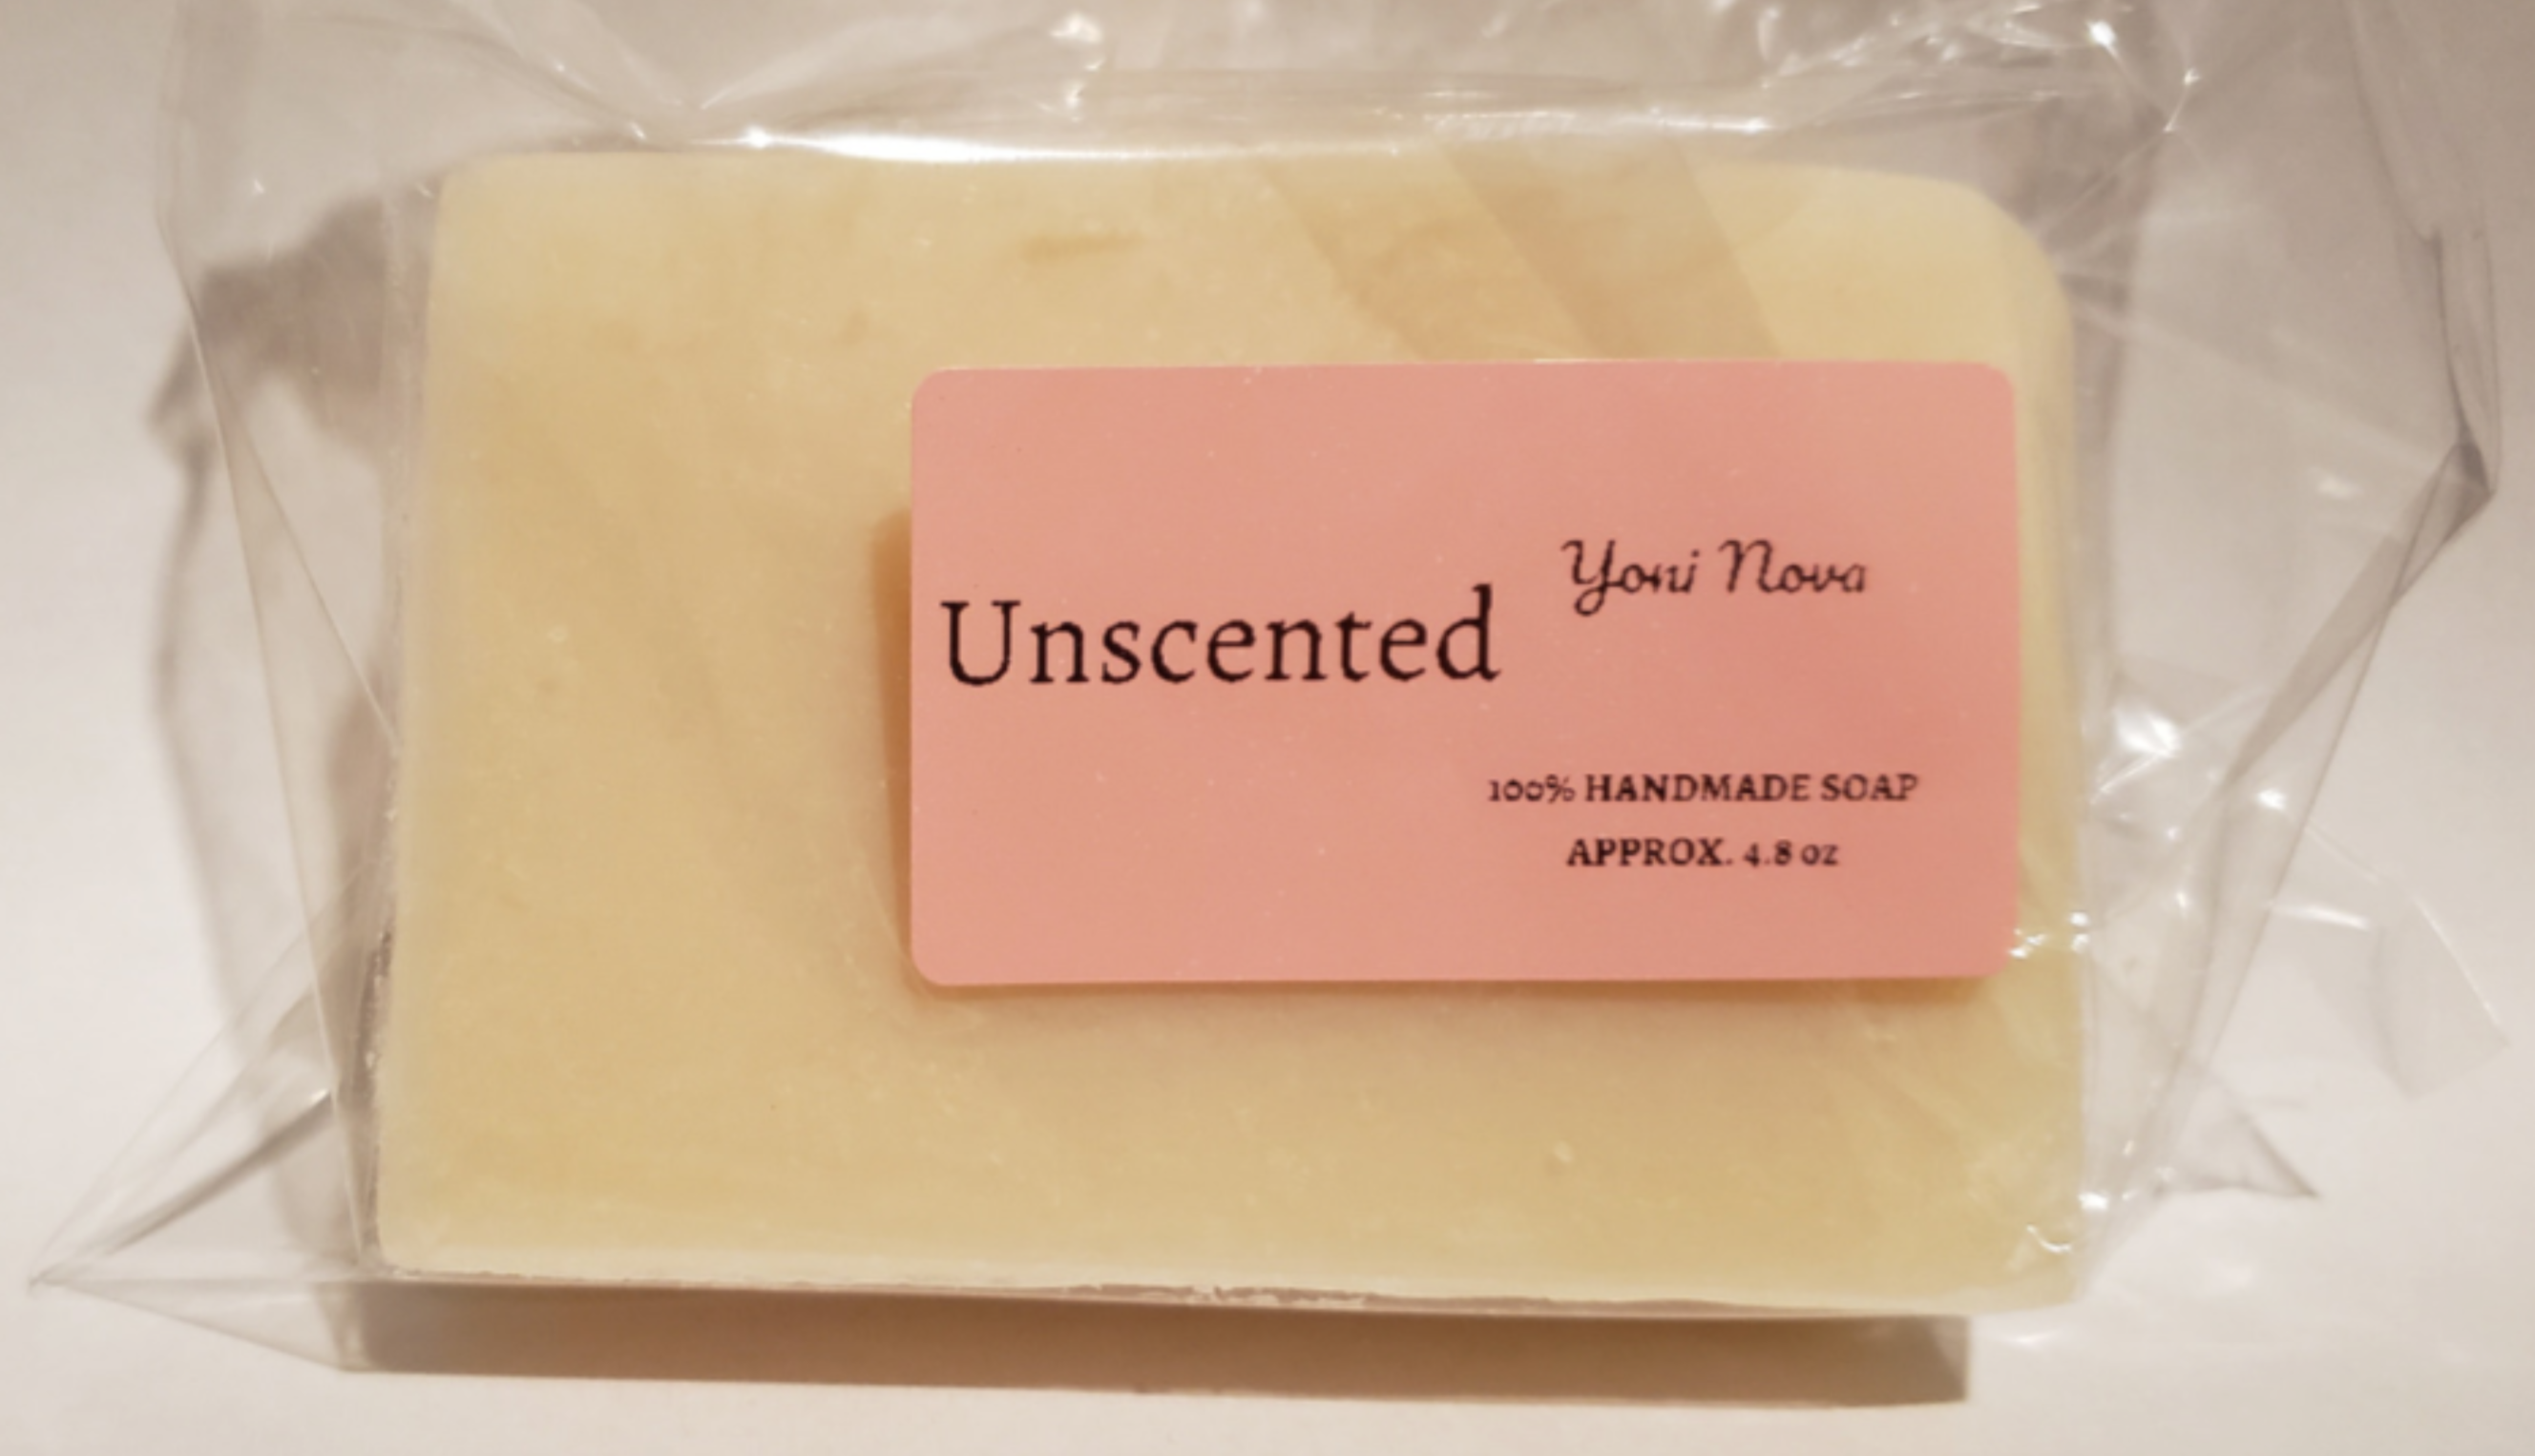 Unscented
Yoni Nova
100% HANDMADE SOAP
APPROX. 4.8 oz